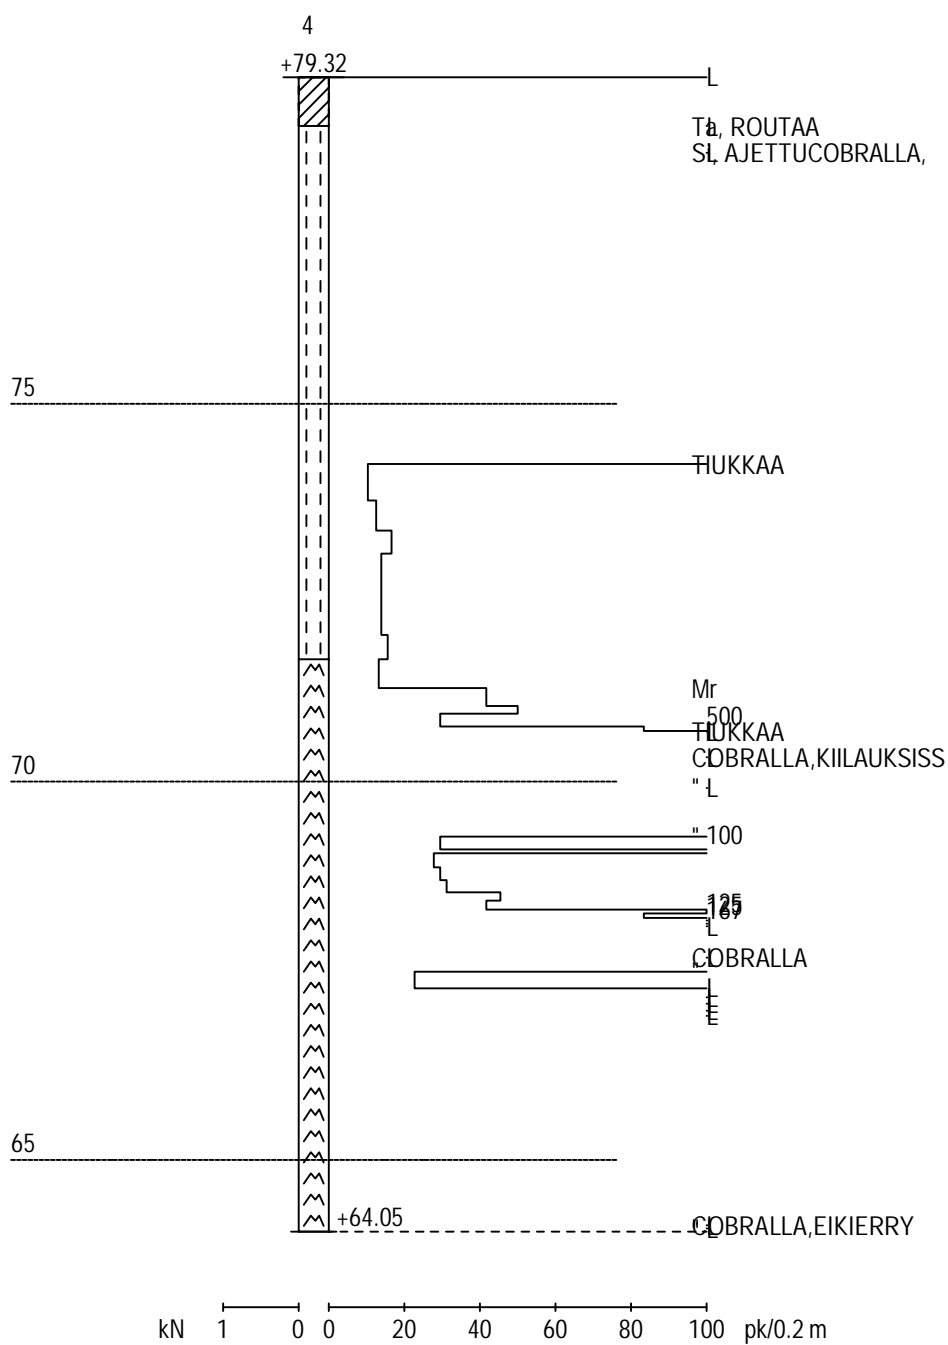 4
+79.32
L
Ta, ROUTAA
AJETTUCOBRALLA,
75
TIUKKAA
Mr
500
TIUKKAA
COBRALLA,KIILAUKSISS
70
" L
" 100
125
L
COBRALLA
65
+64.05
COBRALLA,EIKIERRY
kN 1 0 0 20 40 60 80 100 pk/0.2 m